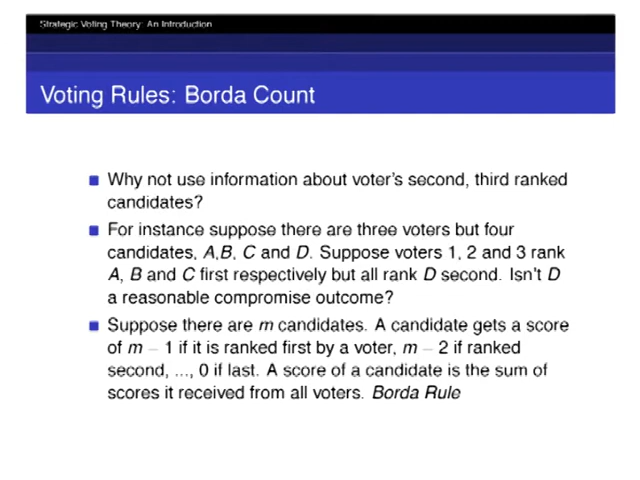 Strategic Voting Theory: An Introduction
Voting Rules: Borda Count
Why not use information about voter's second, third ranked
candidates?
For instance suppose there are three voters but four
candidates, A,B, C and D. Suppose voters 1, 2 and 3 rank
A, B and C first respectively but all rank D second. Isn't D
a reasonable compromise outcome?
Suppose there are m candidates. A candidate gets a score
of m − 1 if it is ranked first by a voter, m − 2 if ranked
second, ..., 0 if last. A score of a candidate is the sum of
scores it received from all voters. Borda Rule